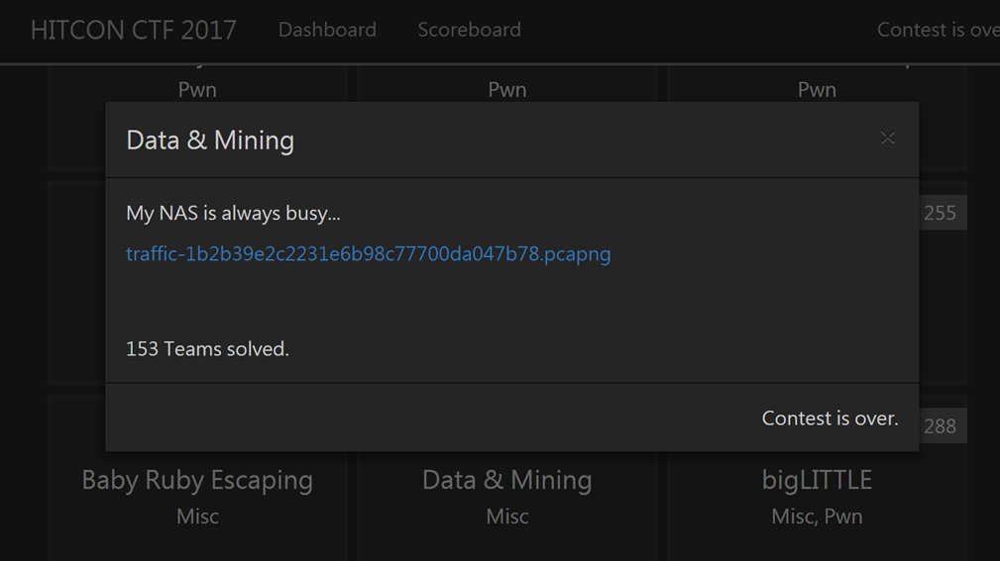 HITCON CTF 2017 Dashboard Scoreboard Contest is ove
Pwn Pwn Pwn
Data & Mining ×
My NAS is always busy...
255
traffic-1b2b39e2c2231e6b98c77700da047b78.pcapng
153 Teams solved.
Contest is over.
288
Baby Ruby Escaping Data & Mining bigLITTLE
Misc Misc Misc, Pwn